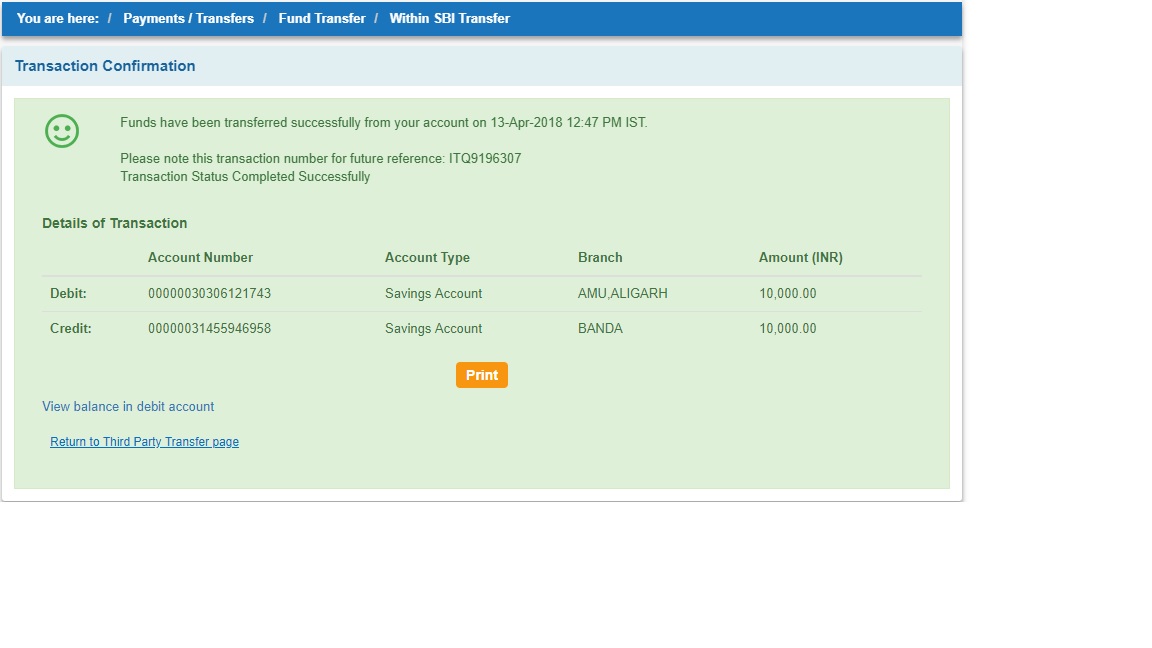 You are here: / Payments / Transfers / Fund Transfer / Within SBI Transfer
Transaction Confirmation
Funds have been transferred successfully from your account on 13-Apr-2018 12:47 PM IST.
Please note this transaction number for future reference: ITQ9196307
Transaction Status Completed Successfully
Details of Transaction
Account Number Account Type Branch Amount (INR)
Debit: 00000030306121743 Savings Account AMU,ALIGARH 10,000.00
Credit: 00000031455946958 Savings Account BANDA 10,000.00
Print
View balance in debit account
Return to Third Party Transfer page